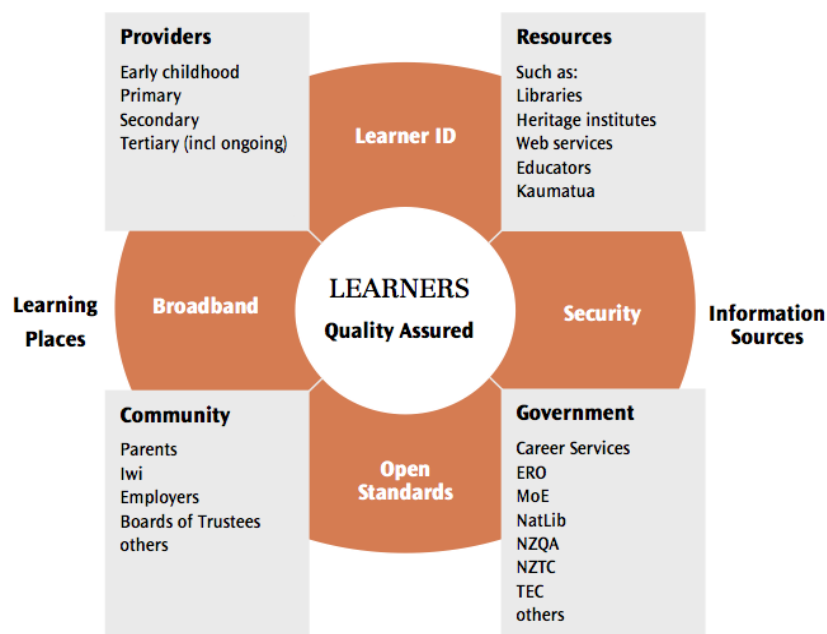 Providers
Early childhood
Primary
Secondary
Tertiary (incl ongoing)
Learner ID
Resources
Such as:
Libraries
Heritage institutes
Web services
Educators
Kaumatua
Learning
Places
Broadband
LEARNERS
Quality Assured
Security
Information
Sources
Community
Parents
Iwi
Employers
Boards of Trustees
others
Open
Standards
Government
Career Services
ERO
MoE
NatLib
NZQA
NZTC
TEC
others